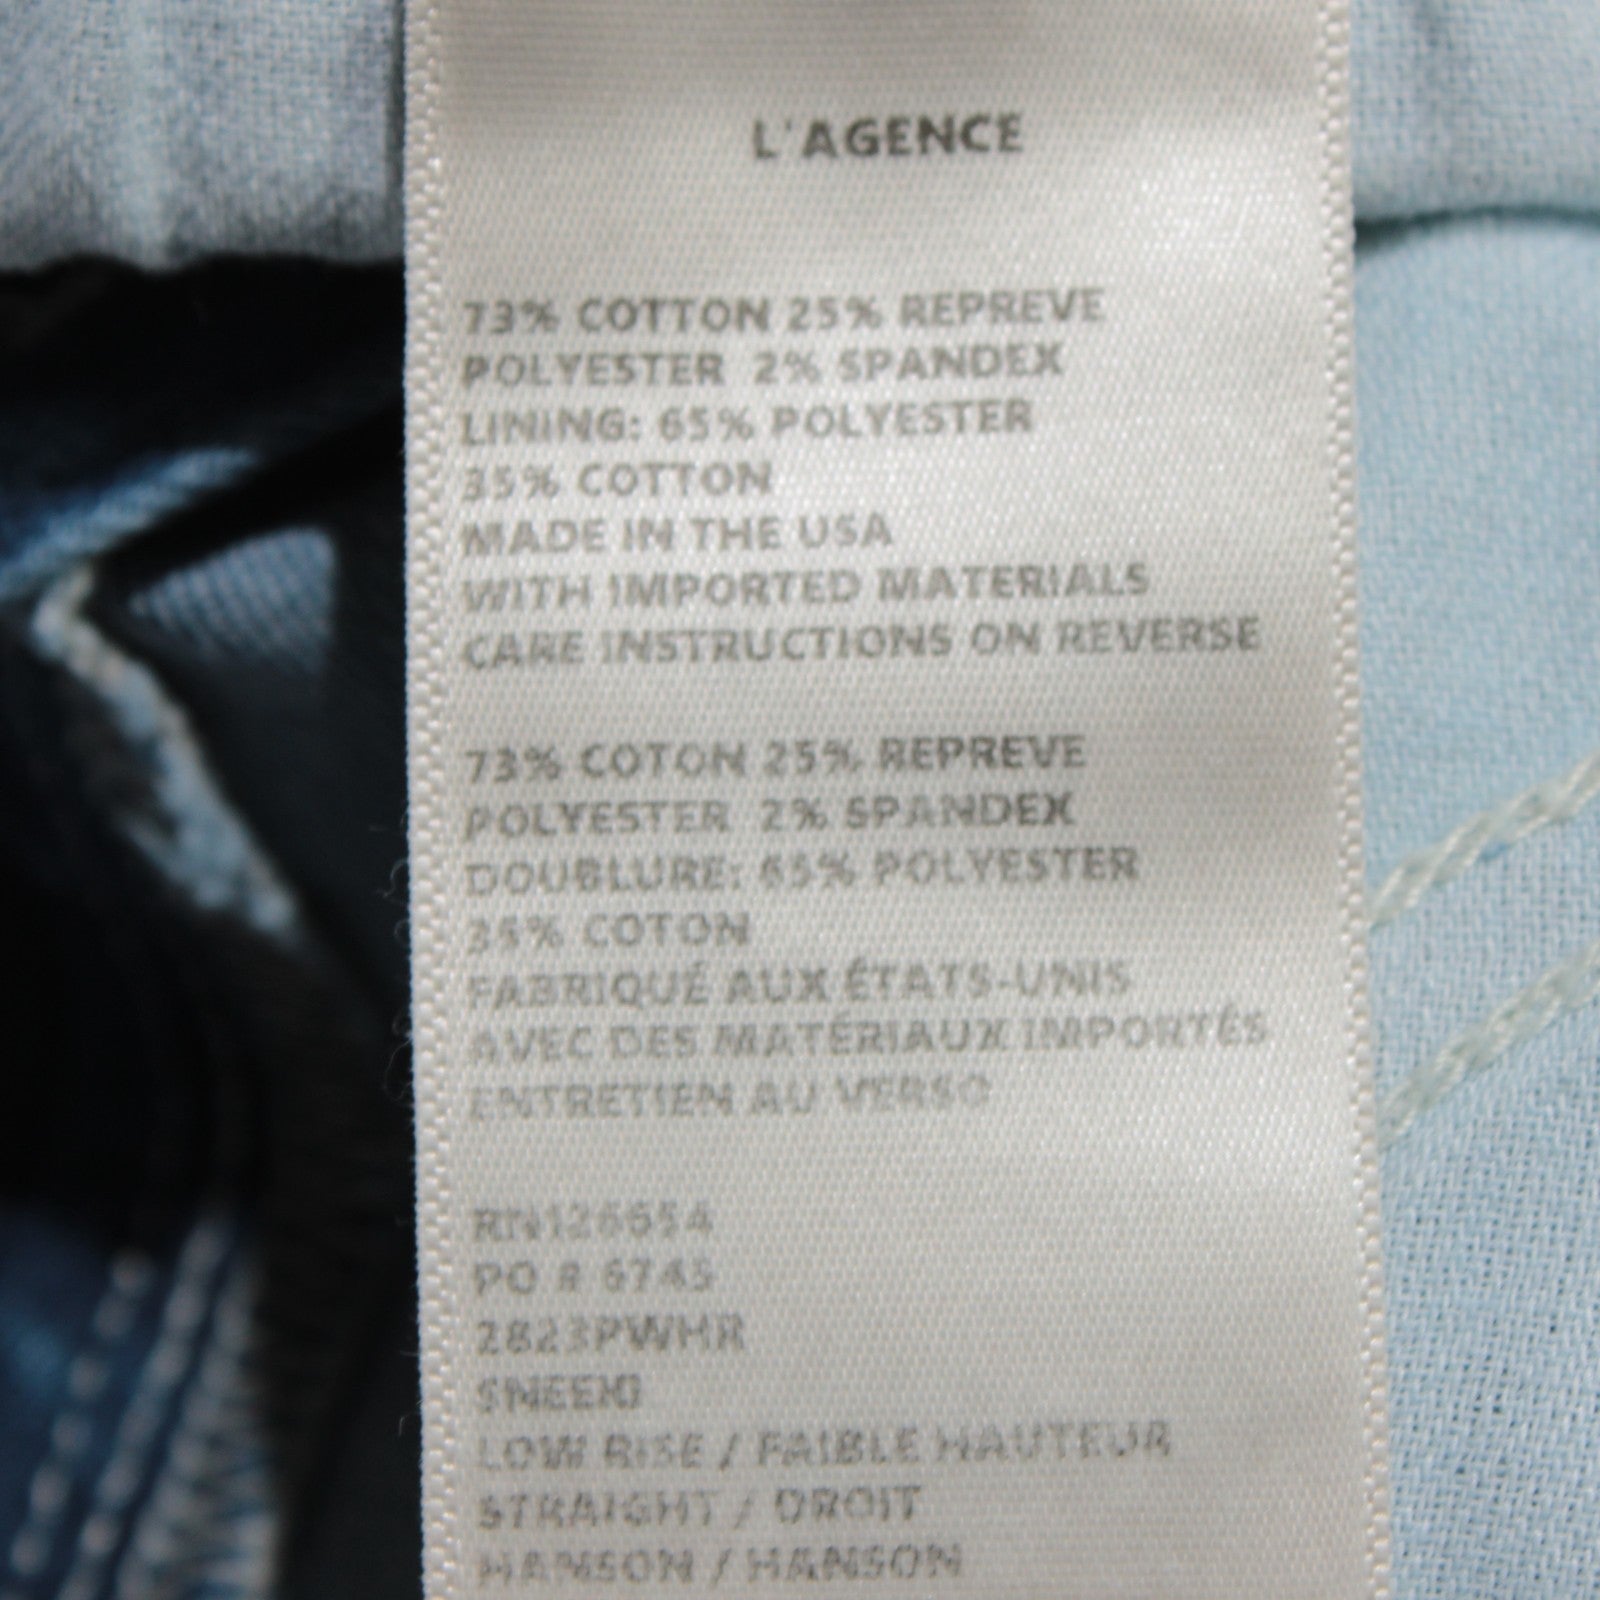 L'AGENCE
73% COTTON 25% REPREVE
POLYESTER 2% SPANDEX
LINING: 65% POLYESTER
35% COTTON
MADE IN THE USA
WITH IMPORTED MATERIALS
CARE INSTRUCTIONS ON REVERSE
73% COTON 25% REPREVE
POLYESTER 2% SPANDEX
DOUBLURE: 65% POLYESTER
35% COTON
FABRIQUÉ AUX ÉTATS-UNIS
AVEC DES MATÉRIAUX IMPORTÉS
ENTRETIEN AU VERSO
RN126654
PO # 6745
2823PWHR
SNEEKI
LOW RISE / FAIBLE HAUTEUR
STRAIGHT / DROIT
HANSON / HANSON